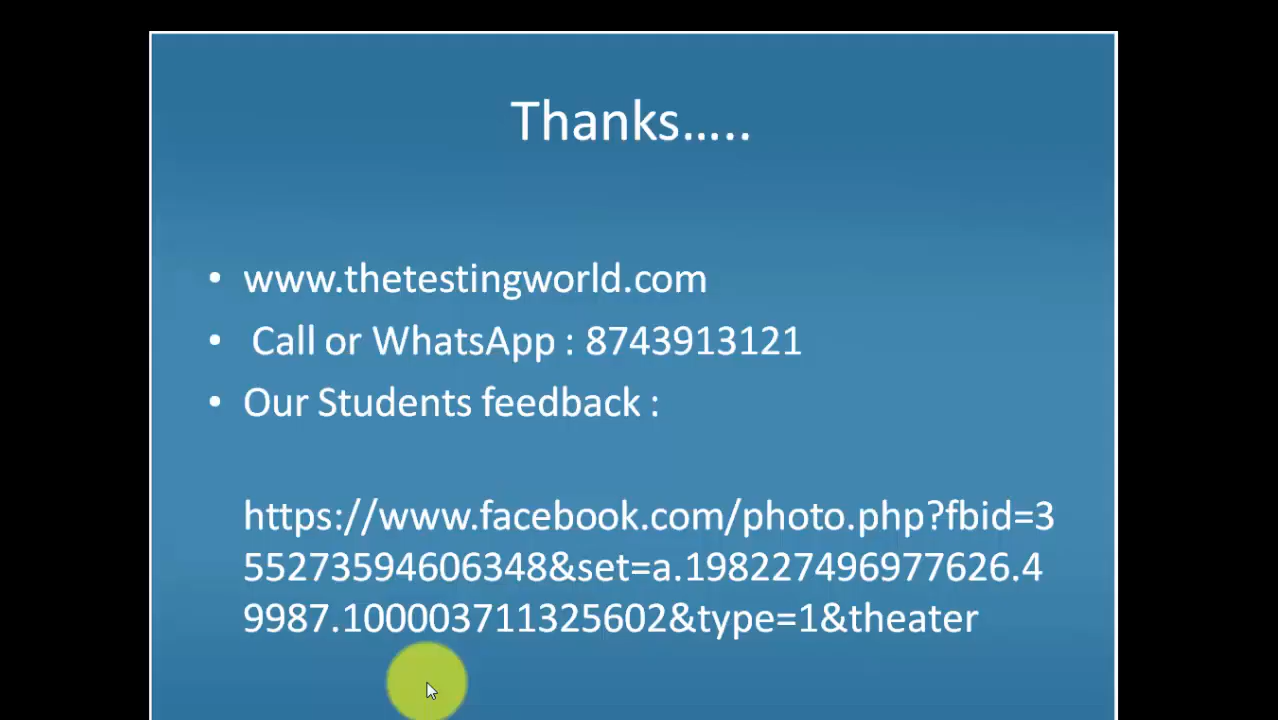 Thanks.....
• www.thetestingworld.com
• Call or WhatsApp : 8743913121
• Our Students feedback :
https://www.facebook.com/photo.php?fbid=3
55273594606348&set=a.198227496977626.4
9987.100003711325602&type=1&theater